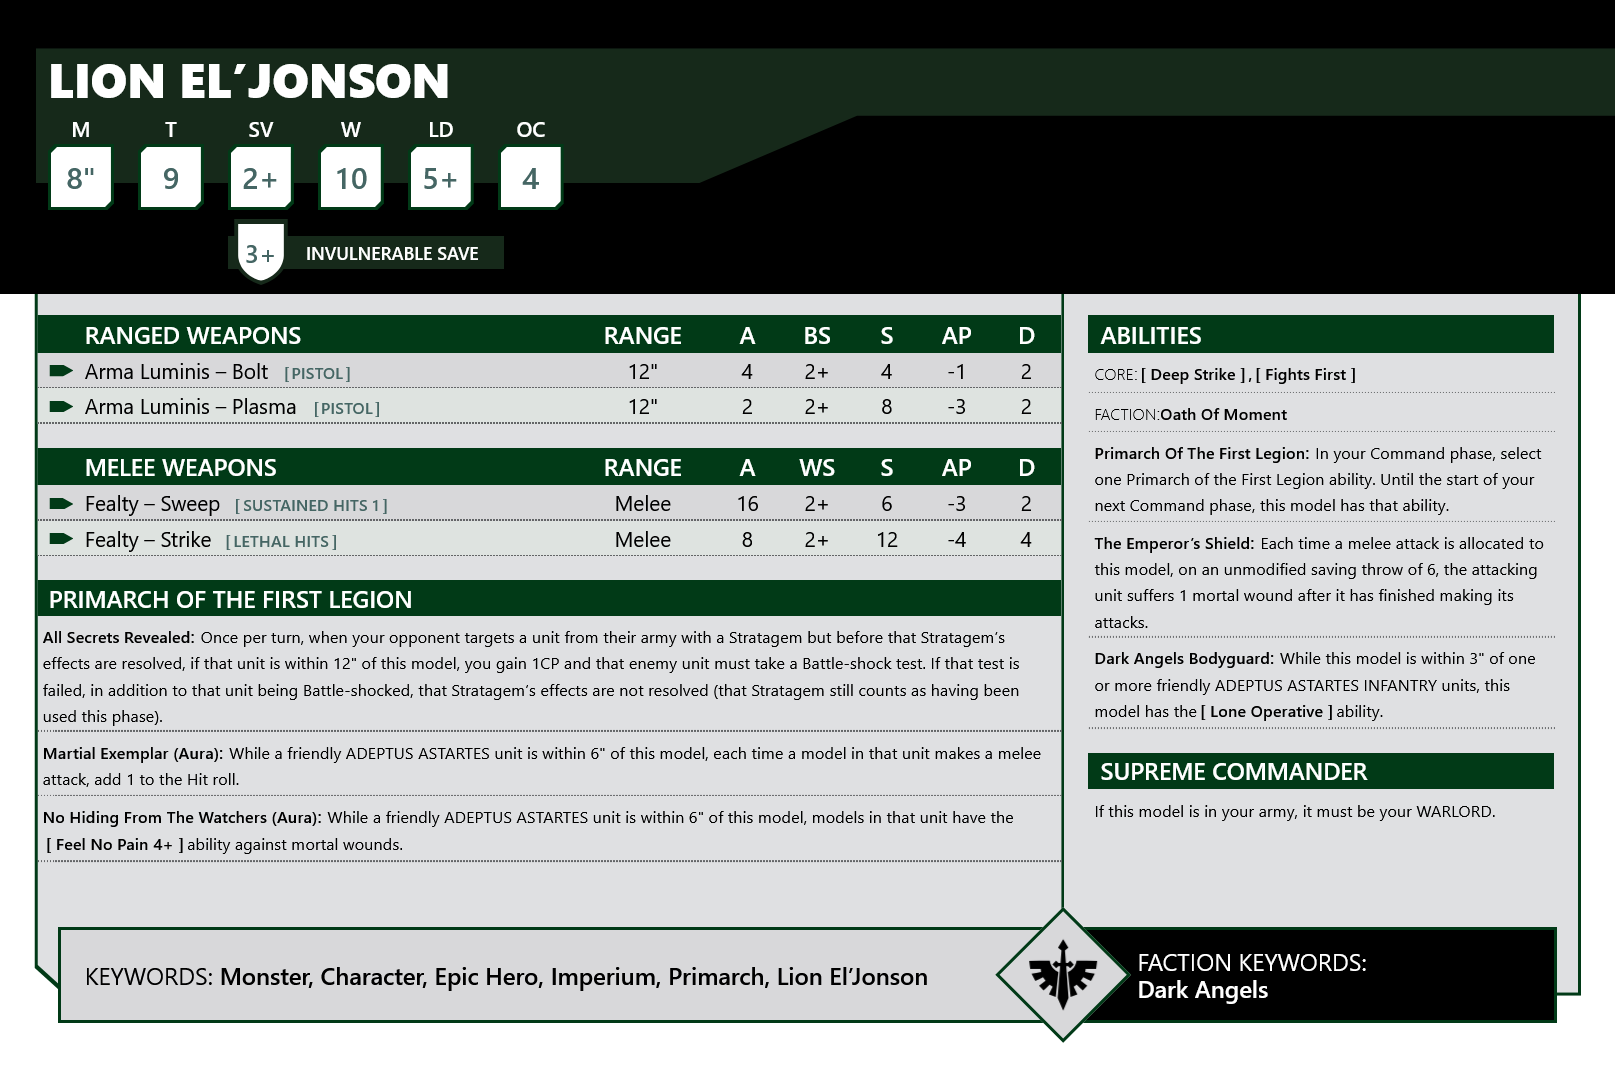 LION EL’JONSON
M T SV W LD OC
8" 9 2+ 10 5+ 4
3+ INVULNERABLE SAVE
RANGED WEAPONS RANGE A BS S AP D
Arma Luminis – Bolt [PISTOL] 12" 4 2+ 4 -1 2
Arma Luminis – Plasma [PISTOL] 12" 2 2+ 8 -3 2
MELEE WEAPONS RANGE A WS S AP D
Fealty – Sweep [SUSTAINED HITS 1] Melee 16 2+ 6 -3 2
Fealty – Strike [LETHAL HITS] Melee 8 2+ 12 -4 4
PRIMARCH OF THE FIRST LEGION
All Secrets Revealed: Once per turn, when your opponent targets a unit from their army with a Stratagem but before that Stratagem’s
effects are resolved, if that unit is within 12" of this model, you gain 1CP and that enemy unit must take a Battle-shock test. If that test is
failed, in addition to that unit being Battle-shocked, that Stratagem’s effects are not resolved (that Stratagem still counts as having been
used this phase).
Martial Exemplar (Aura): While a friendly ADEPTUS ASTARTES unit is within 6" of this model, each time a model in that unit makes a melee
attack, add 1 to the Hit roll.
No Hiding From The Watchers (Aura): While a friendly ADEPTUS ASTARTES unit is within 6" of this model, models in that unit have the
[ Feel No Pain 4+ ] ability against mortal wounds.
ABILITIES
CORE: [ Deep Strike ] , [ Fights First ]
FACTION:Oath Of Moment
Primarch Of The First Legion: In your Command phase, select
one Primarch of the First Legion ability. Until the start of your
next Command phase, this model has that ability.
The Emperor’s Shield: Each time a melee attack is allocated to
this model, on an unmodified saving throw of 6, the attacking
unit suffers 1 mortal wound after it has finished making its
attacks.
Dark Angels Bodyguard: While this model is within 3" of one
or more friendly ADEPTUS ASTARTES INFANTRY units, this
model has the [ Lone Operative ] ability.
SUPREME COMMANDER
If this model is in your army, it must be your WARLORD.
KEYWORDS: Monster, Character, Epic Hero, Imperium, Primarch, Lion El’Jonson
FACTION KEYWORDS:
Dark Angels